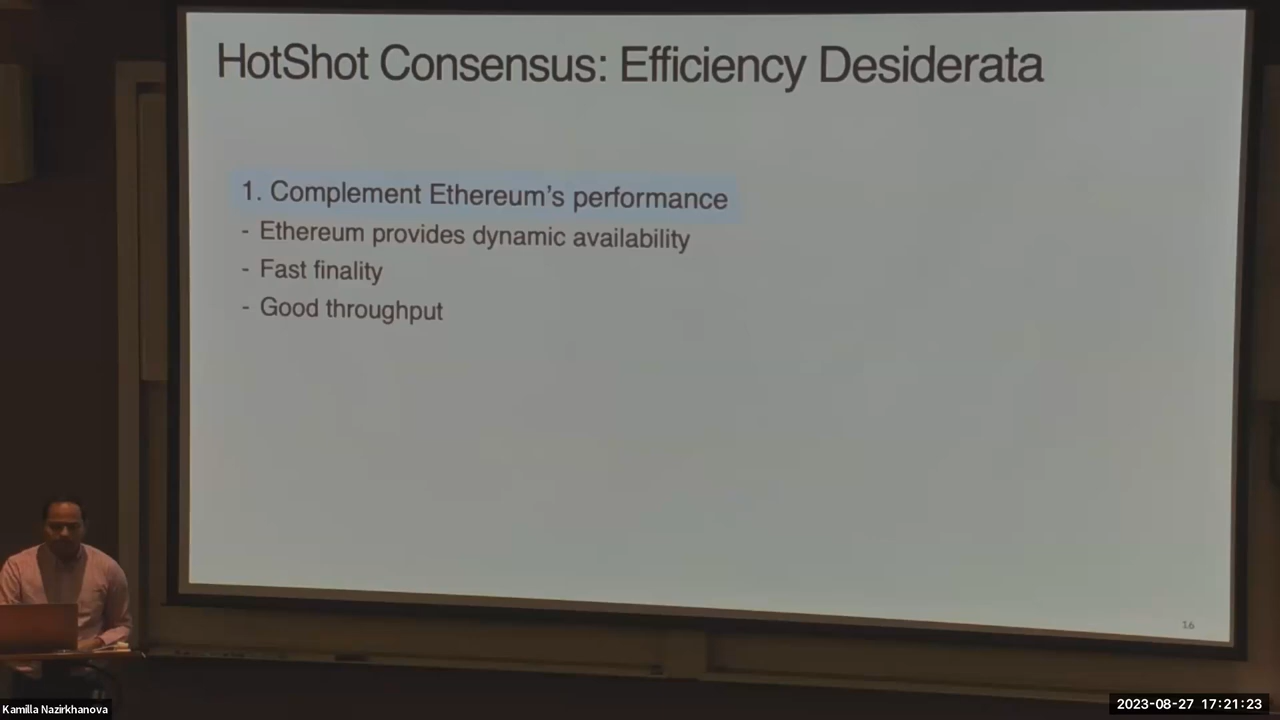 HotShot Consensus: Efficiency Desiderata
1. Complement Ethereum's performance
- Ethereum provides dynamic availability
- Fast finality
- Good throughput
16
Kamilla Nazirkhanova
2023-08-27 17:21:23